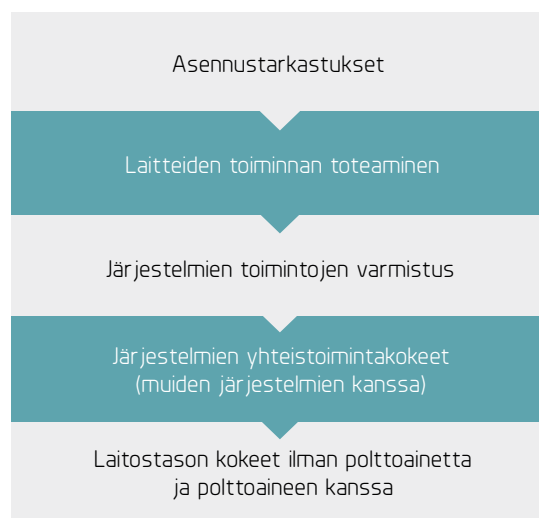 Asennustarkastukset
Laitteiden toiminnan toteaminen
Järjestelmien toimintojen varmistus
Järjestelmien yhteistoimintakokeet
(muiden järjestelmien kanssa)
Laitostason kokeet ilman polttoainetta
ja polttoaineen kanssa